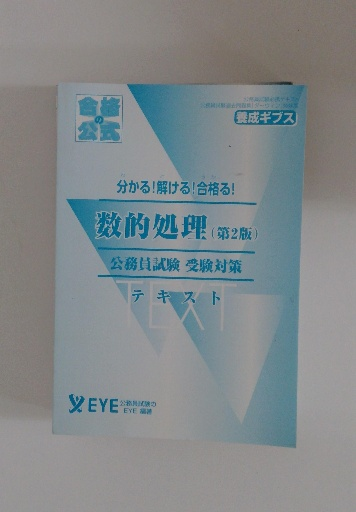 合格
の
公式
養成ギブス
分かる!解ける!合格る!
数的処理(第2版)
公務員試験 受験対策
TEXT
テキスト
EYE 公務員試験の
EYE 編著